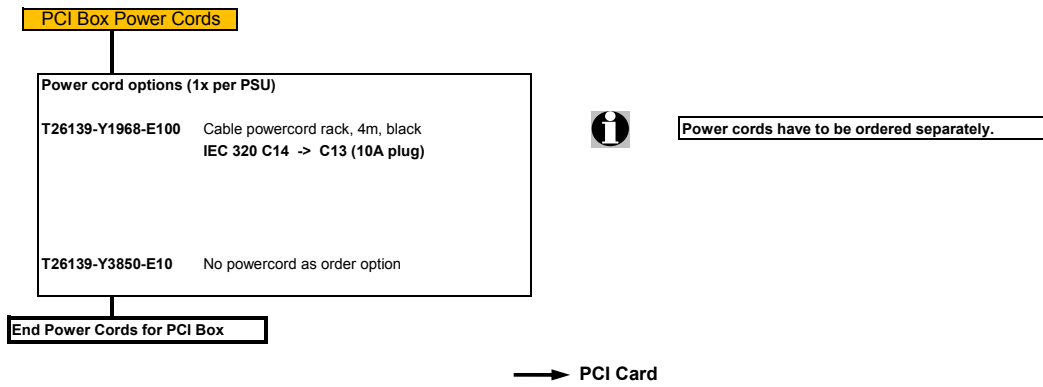 PCI Box Power Cords
Power cord options (1x per PSU)
T26139-Y1968-E100 Cable powercord rack, 4m, black
IEC 320 C14 -> C13 (10A plug)
Power cords have to be ordered separately.
T26139-Y3850-E10 No powercord as order option
End Power Cords for PCI Box
PCI Card